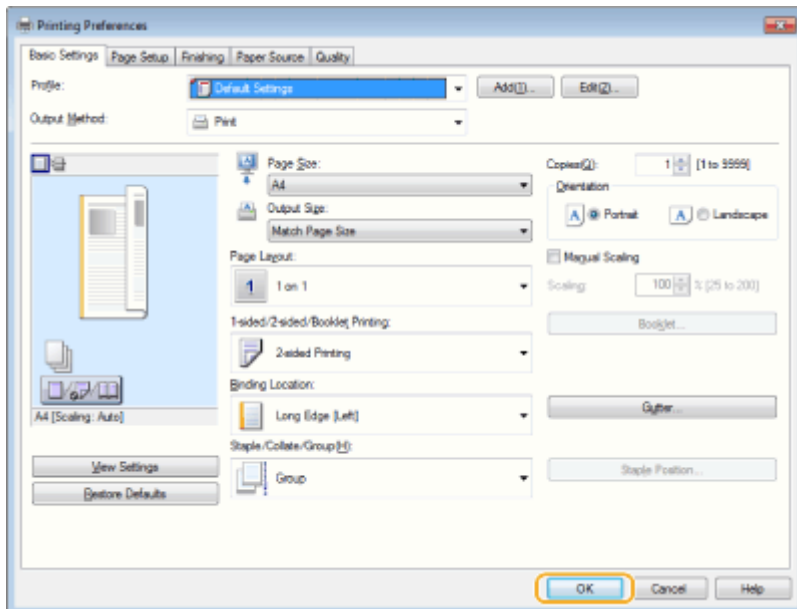 Printing Preferences
Basic Settings Page Setup Finishing Paper Source Quality
Profile: Default Settings Add(1)... Edit(2)...
Output Method: Print
Page Size:
A4
Output Size:
Match Page Size
Copies(Q): 1 [1 to 9999]
Orientation
A Portrait A Landscape
Page Layout:
1 1 on 1
Manual Scaling
Scaling: 100 % [25 to 200]
1-sided/2-sided/Booklet Printing:
2-sided Printing
Booklet...
Binding Location:
Long Edge [Left]
Gutter...
A4 [Scaling: Auto]
Staple/Collate/Group(H):
Group
Staple Position...
View Settings
Restore Defaults
OK Cancel Help